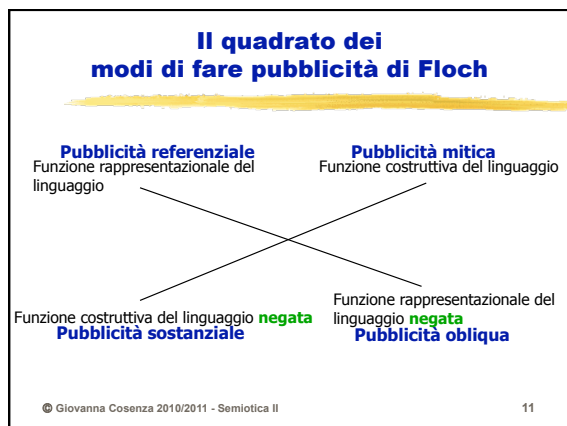 Il quadrato dei
modi di fare pubblicità di Floch
Pubblicità referenziale
Funzione rappresentazionale del
linguaggio
Pubblicità mitica
Funzione costruttiva del linguaggio
Funzione costruttiva del linguaggio negata
Pubblicità sostanziale
Funzione rappresentazionale del
linguaggio negata
Pubblicità obliqua
© Giovanna Cosenza 2010/2011 - Semiotica II
11